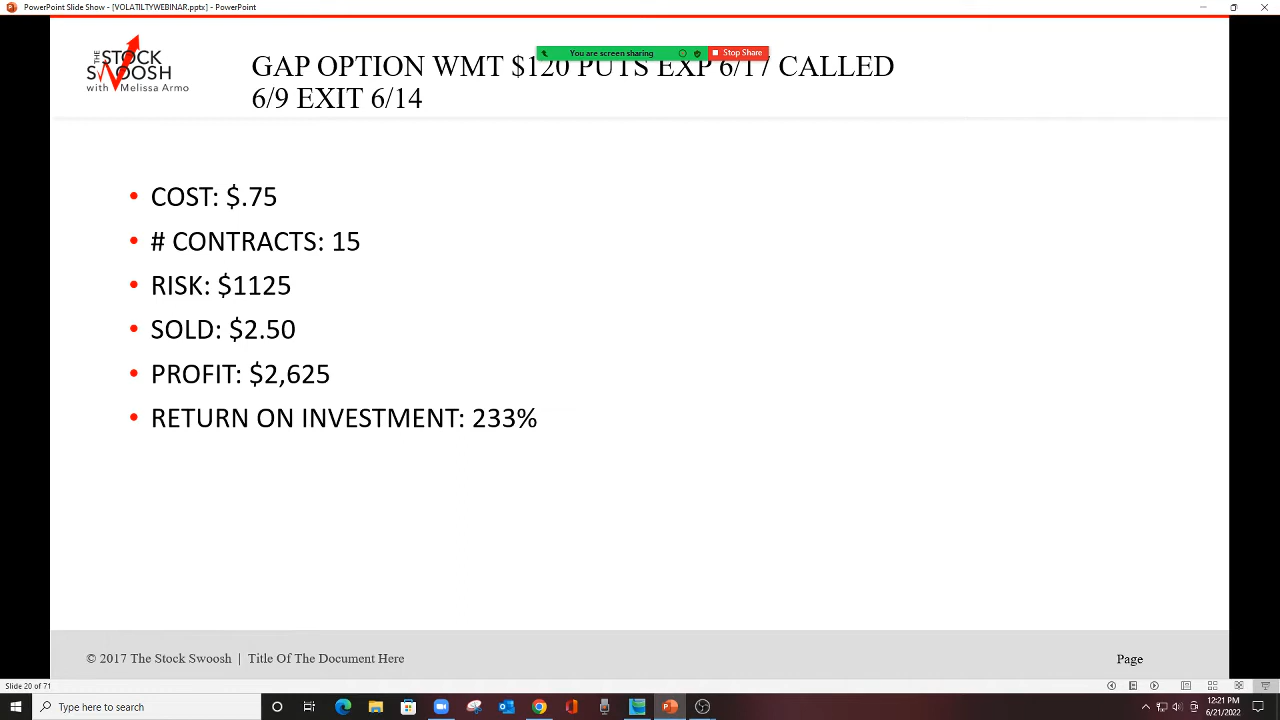 PowerPoint Slide Show - [VOLATILTYWEBINAR.pptx] - PowerPoint
You are screen sharing
Stop Share
THE
STOCK
SWOOSH
with Melissa Armo
GAP OPTION WMT $120 PUTS EXP 6/17 CALLED
6/9 EXIT 6/14
• COST: $.75
• # CONTRACTS: 15
• RISK: $1125
• SOLD: $2.50
• PROFIT: $2,625
• RETURN ON INVESTMENT: 233%
© 2017 The Stock Swoosh | Title Of The Document Here
Page
Slide 20 of 71
Type here to search
12:21 PM
6/21/2022